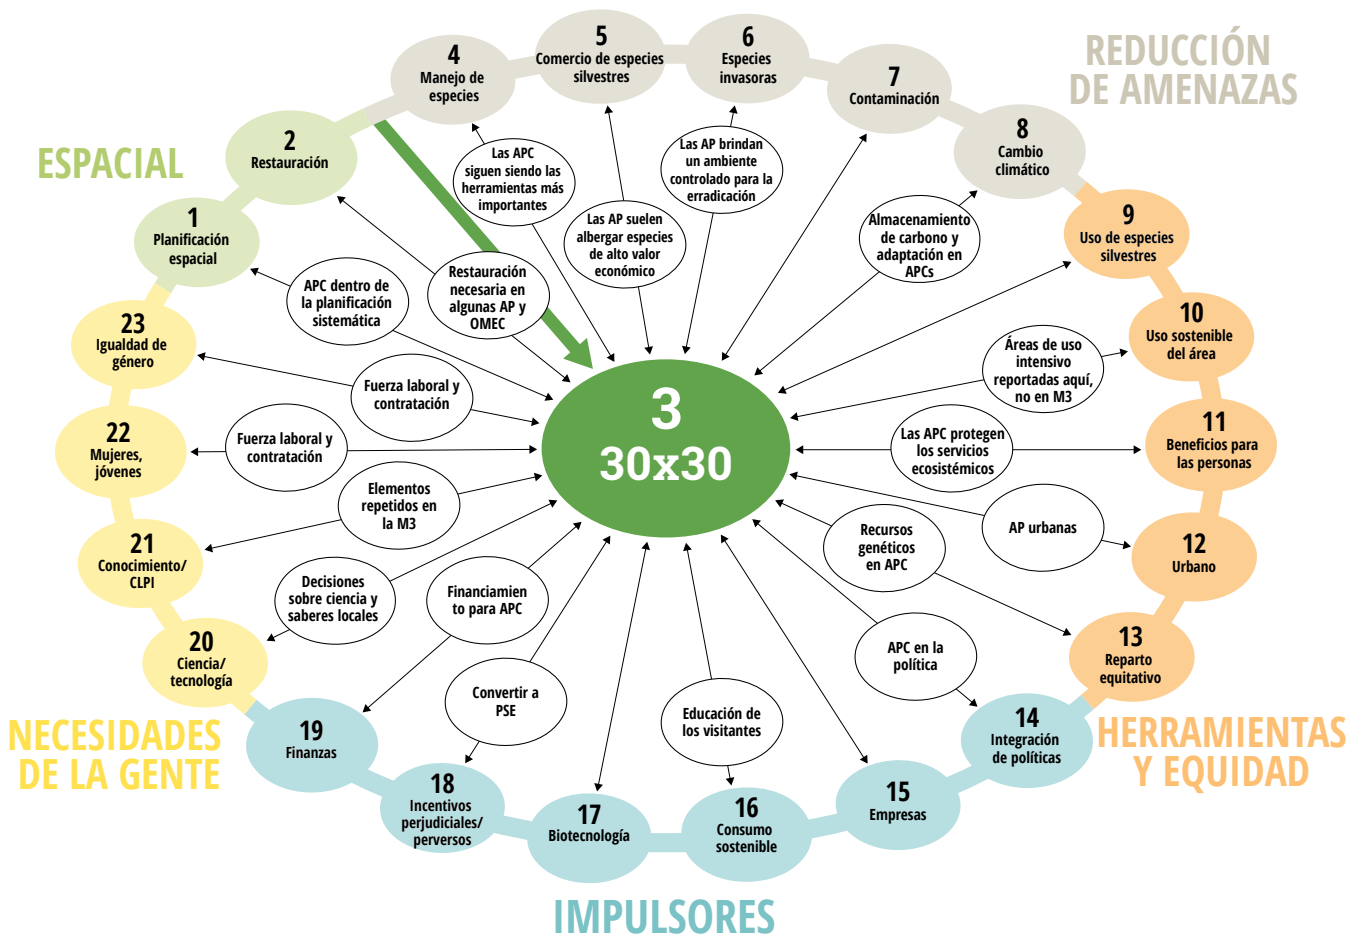 REDUCCIÓN
DE AMENAZAS
ESPACIAL
NECESIDADES
DE LA GENTE
HERRAMIENTAS
Y EQUIDAD
IMPULSORES
3
30x30
1
Planificación
espacial
2
Restauración
4
Manejo de
especies
5
Comercio de especies
silvestres
6
Especies
invasoras
7
Contaminación
8
Cambio
climático
9
Uso de especies
silvestres
10
Uso sostenible
del área
11
Beneficios para
las personas
12
Urbano
13
Reparto
equitativo
14
Integración
de políticas
15
Empresas
16
Consumo
sostenible
17
Biotecnología
18
Incentivos
perjudiciales/
perversos
19
Finanzas
20
Ciencia/
tecnología
21
Conocimiento/
CLPI
22
Mujeres,
jóvenes
23
Igualdad de
género
APC dentro de
la planificación
sistemática
Restauración
necesaria en
algunas AP y
OMEC
Las APC
siguen siendo las
herramientas más
importantes
Las AP suelen
albergar especies
de alto valor
económico
Las AP brindan
un ambiente
controlado para la
erradicación
Almacenamiento
de carbono y
adaptación en
APCs
Áreas de uso
intensivo
reportadas aquí,
no en M3
Las APC protegen
los servicios
ecosistémicos
AP urbanas
Recursos
genéticos
en APC
APC en la
política
Educación de
los visitantes
Convertir a
PSE
Financiamien
to para APC
Decisiones
sobre ciencia y
saberes locales
Elementos
repetidos en
la M3
Fuerza laboral y
contratación
Fuerza laboral y
contratación